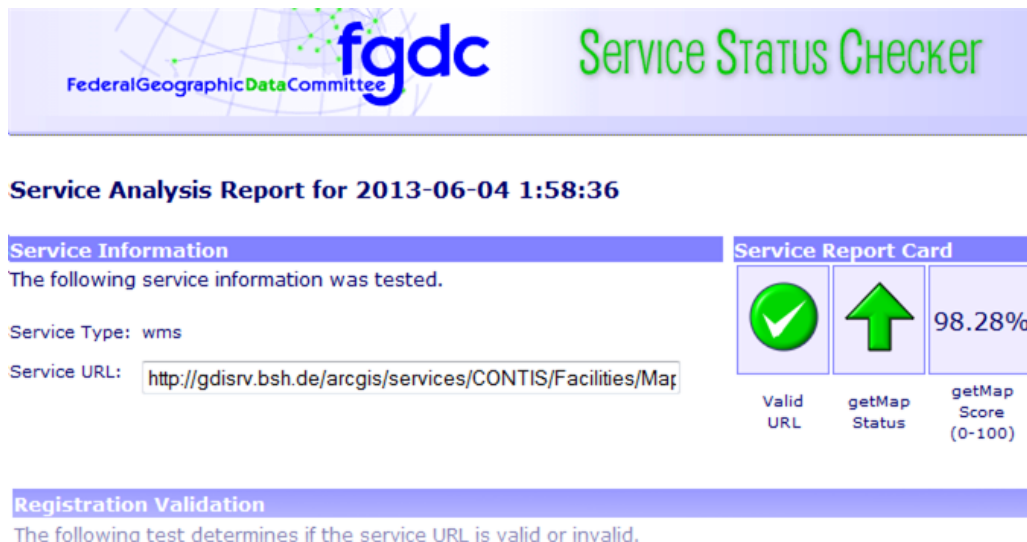 fgdc
FederalGeographicDataCommittee
Service Status Checker
Service Analysis Report for 2013-06-04 1:58:36
Service Information
The following service information was tested.
Service Type: wms
Service URL: http://gdisrv.bsh.de/arcgis/services/CONTIS/Facilities/Map
Service Report Card
98.28%
Valid URL
getMap Status
getMap Score (0-100)
Registration Validation
The following test determines if the service URL is valid or invalid.